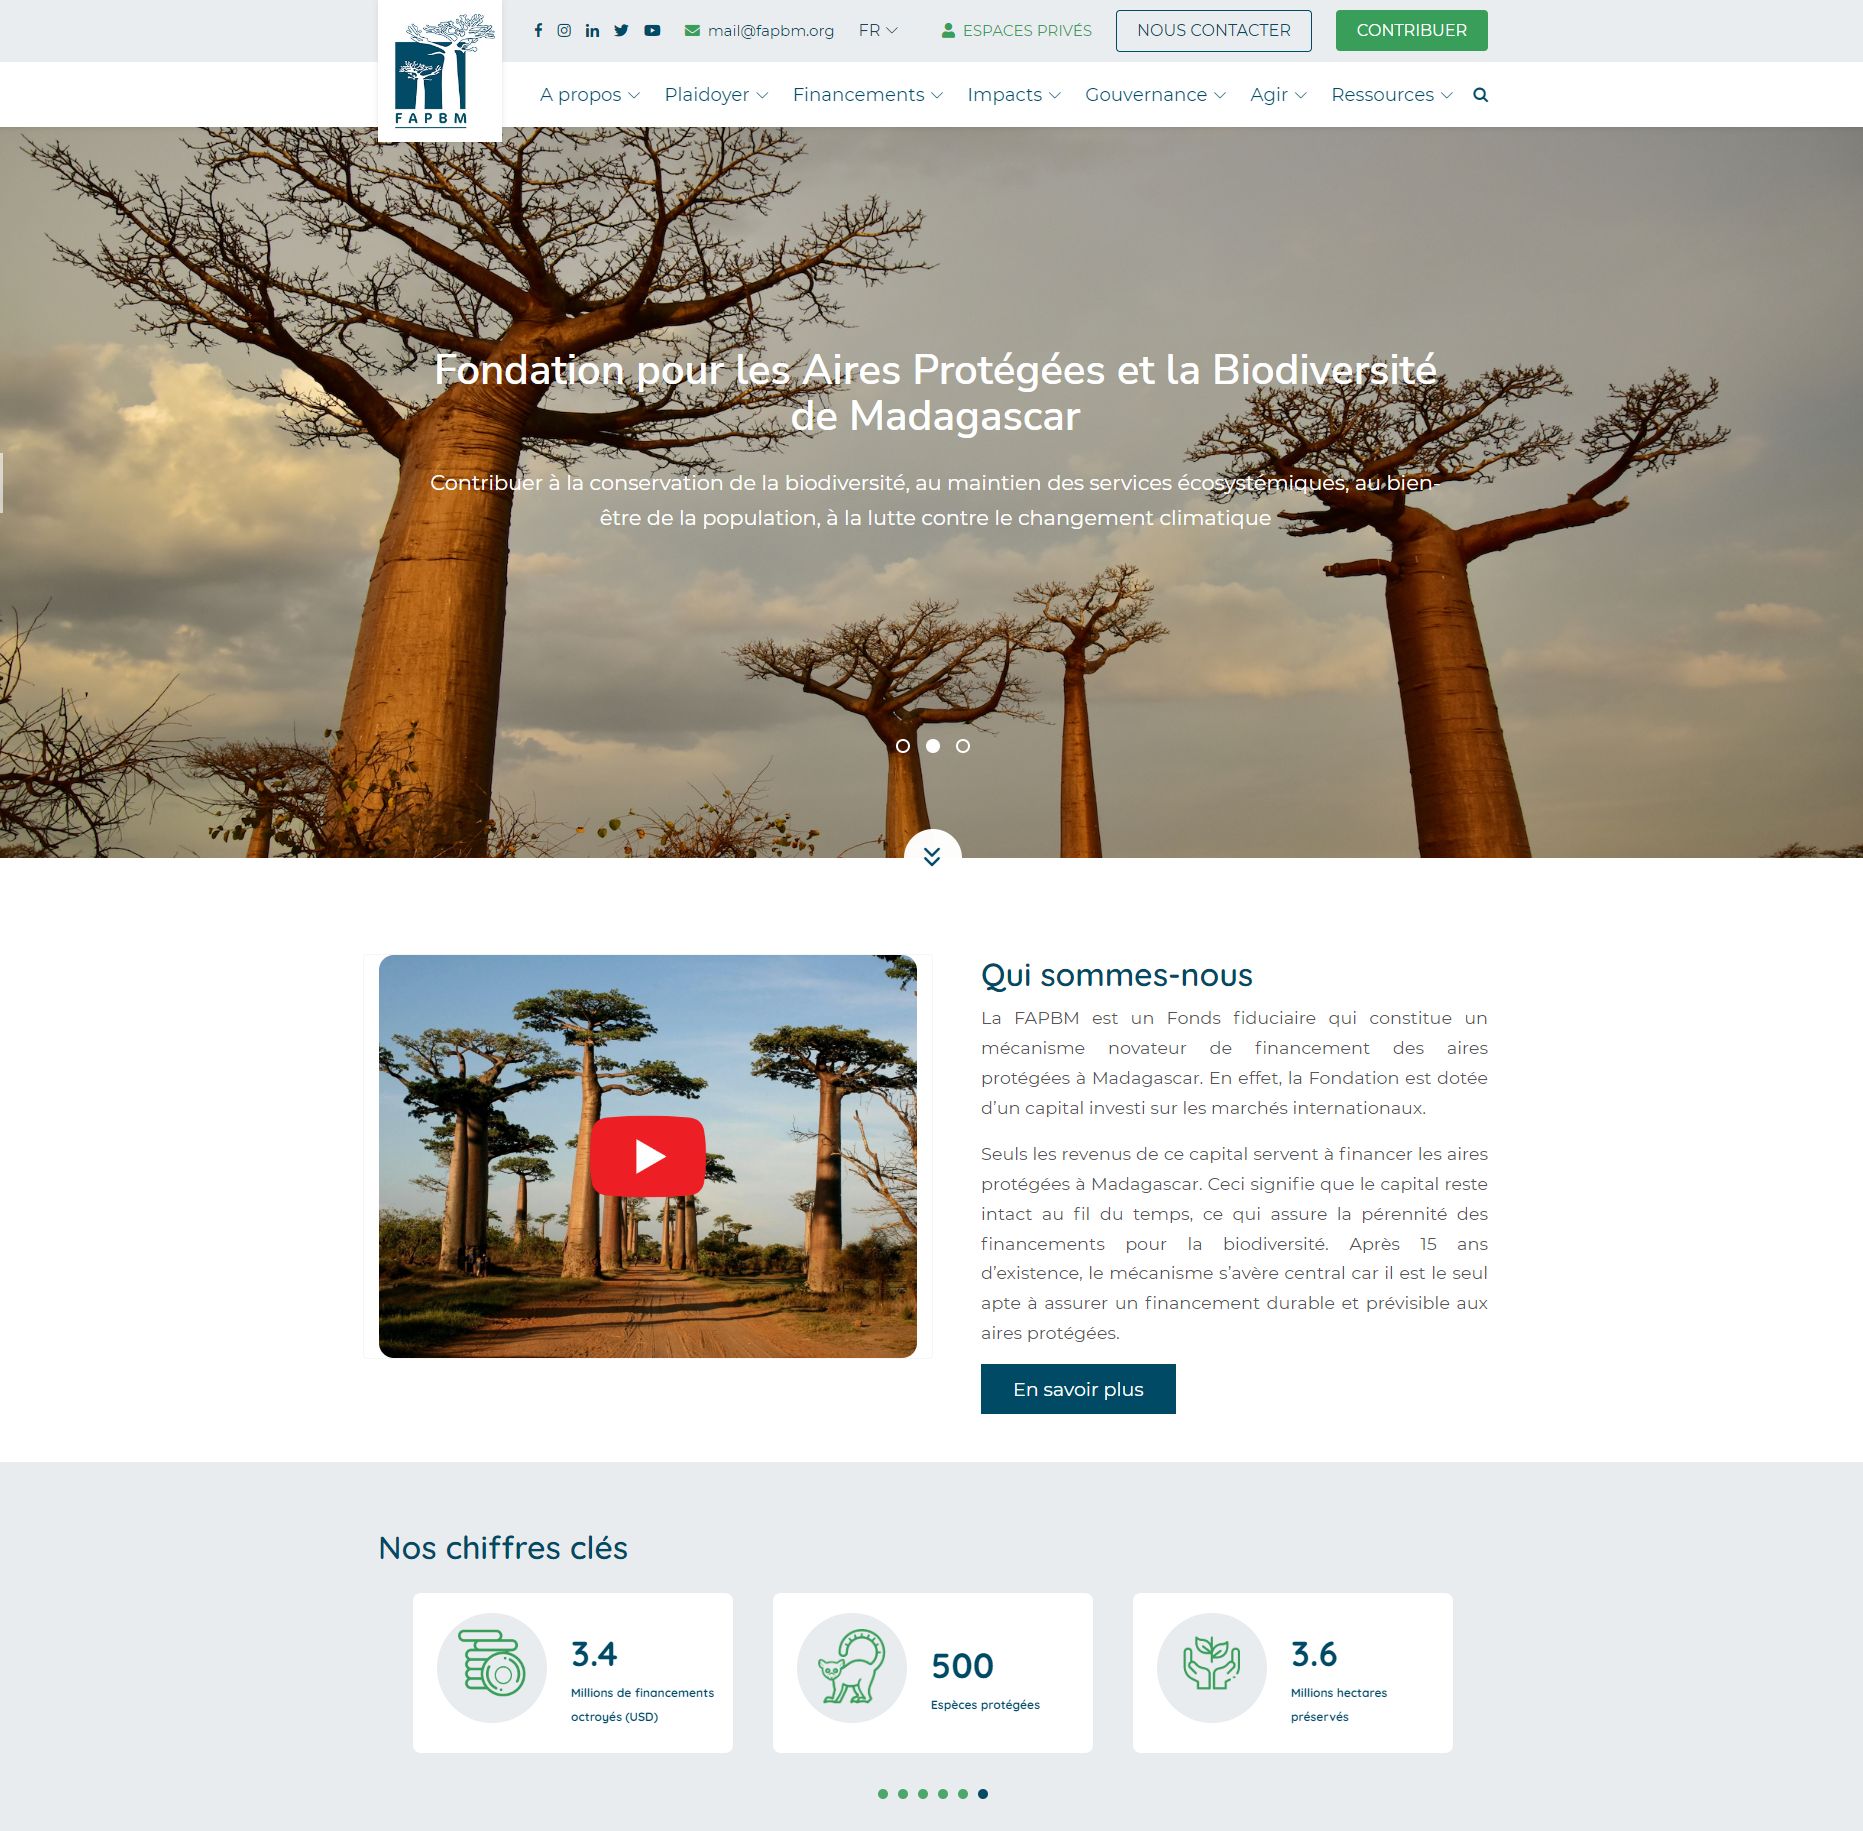 FAPBM
mail@fapbm.org FR ESPACES PRIVÉS NOUS CONTACTER CONTRIBUER
A propos Plaidoyer Financements Impacts Gouvernance Agir Ressources
Fondation pour les Aires Protégées et la Biodiversité
de Madagascar
Contribuer à la conservation de la biodiversité, au maintien des services écosystémiques, au bien-
être de la population, à la lutte contre le changement climatique
Qui sommes-nous
La FAPBM est un Fonds fiduciaire qui constitue un
mécanisme novateur de financement des aires
protégées à Madagascar. En effet, la Fondation est dotée
d’un capital investi sur les marchés internationaux.
Seuls les revenus de ce capital servent à financer les aires
protégées à Madagascar. Ceci signifie que le capital reste
intact au fil du temps, ce qui assure la pérennité des
financements pour la biodiversité. Après 15 ans
d’existence, le mécanisme s’avère central car il est le seul
apte à assurer un financement durable et prévisible aux
aires protégées.
En savoir plus
Nos chiffres clés
3.4
Millions de financements
octroyés (USD)
500
Espèces protégées
3.6
Millions hectares
préservés